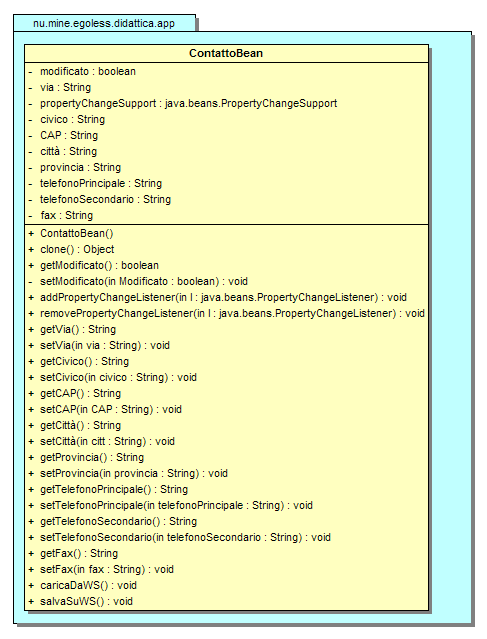 nu.mine.egoless.didattica.app
ContattoBean
- modificato : boolean
- via : String
- propertyChangeSupport : java.beans.PropertyChangeSupport
- civico : String
- CAP : String
- città : String
- provincia : String
- telefonoPrincipale : String
- telefonoSecondario : String
- fax : String
+ ContattoBean()
+ clone() : Object
+ getModificato() : boolean
- setModificato(in Modificato : boolean) : void
+ addPropertyChangeListener(in l : java.beans.PropertyChangeListener) : void
+ removePropertyChangeListener(in l : java.beans.PropertyChangeListener) : void
+ getVia() : String
+ setVia(in via : String) : void
+ getCivico() : String
+ setCivico(in civico : String) : void
+ getCAP() : String
+ setCAP(in CAP : String) : void
+ getCittà() : String
+ setCittà(in citt : String) : void
+ getProvincia() : String
+ setProvincia(in provincia : String) : void
+ getTelefonoPrincipale() : String
+ setTelefonoPrincipale(in telefonoPrincipale : String) : void
+ getTelefonoSecondario() : String
+ setTelefonoSecondario(in telefonoSecondario : String) : void
+ getFax() : String
+ setFax(in fax : String) : void
+ caricaDaWS() : void
+ salvaSuWS() : void